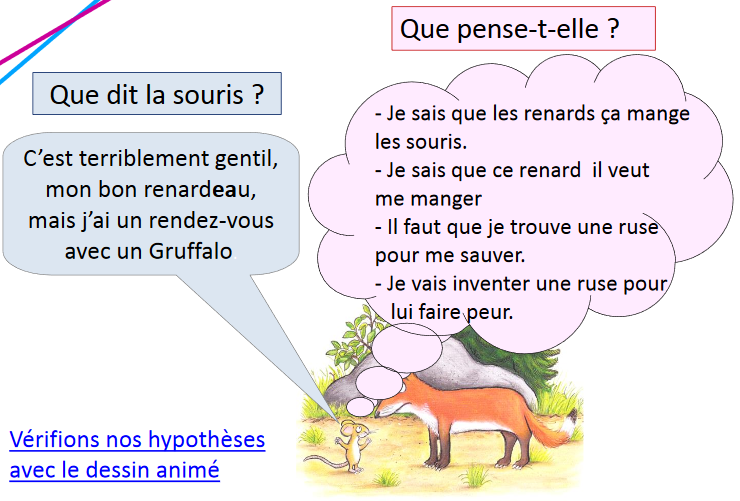 Que pense-t-elle ?
Que dit la souris ?
C’est terriblement gentil,
mon bon renardeau,
mais j’ai un rendez-vous
avec un Gruffalo
- Je sais que les renards ça mange
les souris.
- Je sais que ce renard  il veut
me manger
- Il faut que je trouve une ruse
pour me sauver.
- Je vais inventer une ruse pour
lui faire peur.
Vérifions nos hypothèses
avec le dessin animé